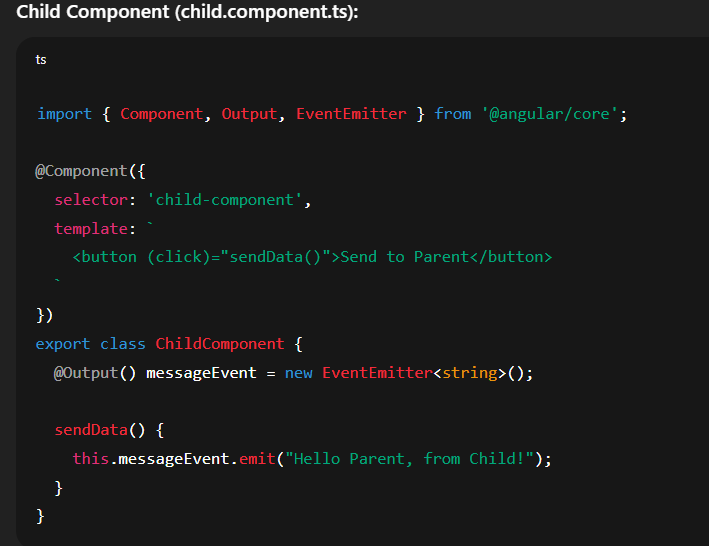 Child Component (child.component.ts):
ts
import { Component, Output, EventEmitter } from '@angular/core';
@Component({
  selector: 'child-component',
  template: `
    <button (click)="sendData()">Send to Parent</button>
  `
})
export class ChildComponent {
  @Output() messageEvent = new EventEmitter<string>();
  sendData() {
    this.messageEvent.emit("Hello Parent, from Child!");
  }
}